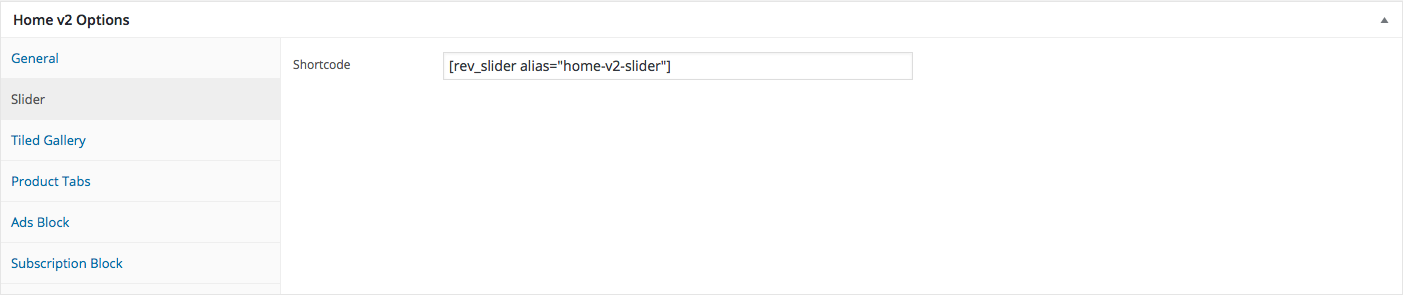 Home v2 Options
General
Slider
Tiled Gallery
Product Tabs
Ads Block
Subscription Block
Shortcode
[rev_slider alias="home-v2-slider"]